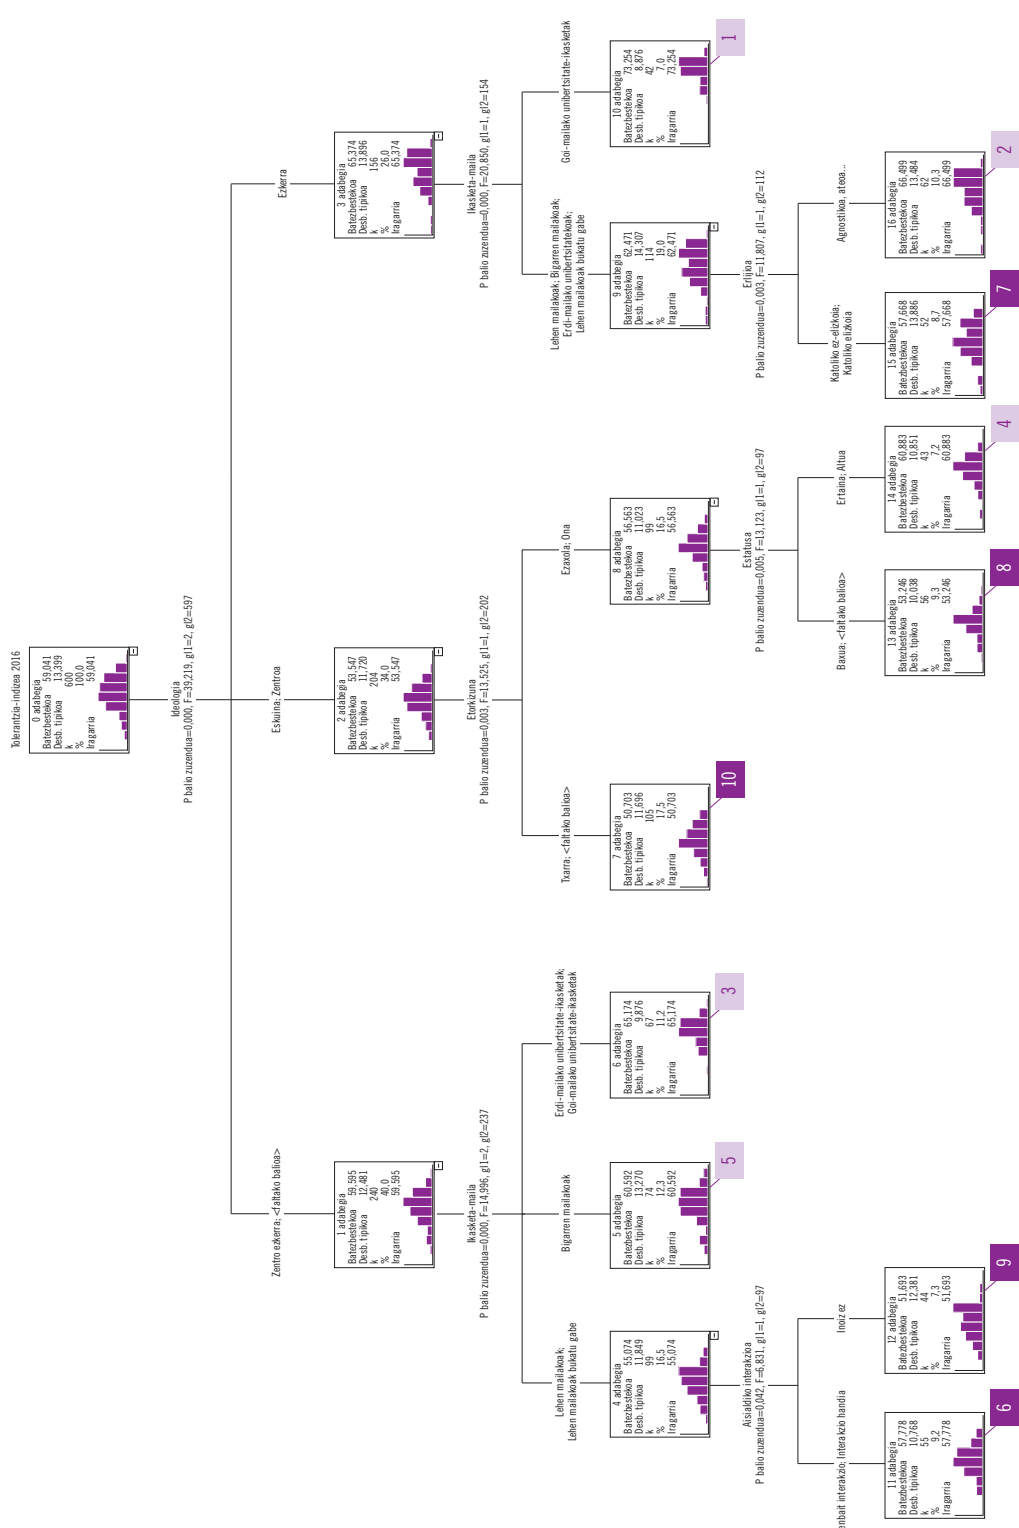 Tolerantzia-indizea 2016
0 adabegia
Batezbestekoa 59,041
Desb. tipikoa 13,399
k 600
% 100,0
Iragarria 59,041
Ideologia
P balio zuzendua=0,000, F=39,219, gl1=2, gl2=597
Zentro ezkerra; <faltako balioa>
Eskuina; Zentroa
Ezkerra
1 adabegia
Batezbestekoa 59,595
Desb. tipikoa 12,481
k 240
% 40,0
Iragarria 59,595
2 adabegia
Batezbestekoa 53,547
Desb. tipikoa 11,720
k 204
% 34,0
Iragarria 53,547
3 adabegia
Batezbestekoa 65,374
Desb. tipikoa 13,896
k 156
% 26,0
Iragarria 65,374
Ikasketa-maila
P balio zuzendua=0,000, F=14,996, gl1=2, gl2=237
Etorkizuna
P balio zuzendua=0,003, F=13,525, gl1=1, gl2=202
Ikasketa-maila
P balio zuzendua=0,000, F=20,850, gl1=1, gl2=154
Lehen mailakoak;
Lehen mailakoak bukatu gabe
Bigarren mailakoak
Erdi-mailako unibertsitate-ikasketak;
Goi-mailako unibertsitate-ikasketak
Txarra; <faltako balioa>
Ezaxola; Ona
Lehen mailakoak; Bigarren mailakoak;
Erdi-mailako unibertsitatekoak;
Lehen mailakoak bukatu gabe
Goi-mailako unibertsitate-ikasketak
4 adabegia
Batezbestekoa 55,074
Desb. tipikoa 11,849
k 99
% 16,5
Iragarria 55,074
5 adabegia
Batezbestekoa 60,592
Desb. tipikoa 13,270
k 74
% 12,3
Iragarria 60,592
5
6 adabegia
Batezbestekoa 65,174
Desb. tipikoa 9,876
k 67
% 11,2
Iragarria 65,174
3
7 adabegia
Batezbestekoa 50,703
Desb. tipikoa 11,696
k 105
% 17,5
Iragarria 50,703
10
8 adabegia
Batezbestekoa 56,563
Desb. tipikoa 11,023
k 99
% 16,5
Iragarria 56,563
9 adabegia
Batezbestekoa 62,471
Desb. tipikoa 14,307
k 114
% 19,0
Iragarria 62,471
10 adabegia
Batezbestekoa 73,254
Desb. tipikoa 8,876
k 42
% 7,0
Iragarria 73,254
1
Aisialdiko interakzioa
P balio zuzendua=0,042, F=6,831, gl1=1, gl2=97
Estatusa
P balio zuzendua=0,005, F=13,123, gl1=1, gl2=97
Erlijioa
P balio zuzendua=0,003, F=11,807, gl1=1, gl2=112
enbait interakzio; Interakzio handia
Inoiz ez
Baxua; <faltako balioa>
Ertaina; Altua
Katoliko ez-elizkoia;
Katoliko elizkoia
Agnostikoa, ateoa...
11 adabegia
Batezbestekoa 57,778
Desb. tipikoa 10,768
k 55
% 9,2
Iragarria 57,778
6
12 adabegia
Batezbestekoa 51,693
Desb. tipikoa 12,381
k 44
% 7,3
Iragarria 51,693
9
13 adabegia
Batezbestekoa 53,246
Desb. tipikoa 10,038
k 56
% 9,3
Iragarria 53,246
8
14 adabegia
Batezbestekoa 60,883
Desb. tipikoa 10,851
k 43
% 7,2
Iragarria 60,883
4
15 adabegia
Batezbestekoa 57,668
Desb. tipikoa 13,886
k 52
% 8,7
Iragarria 57,668
7
16 adabegia
Batezbestekoa 66,499
Desb. tipikoa 13,484
k 62
% 10,3
Iragarria 66,499
2